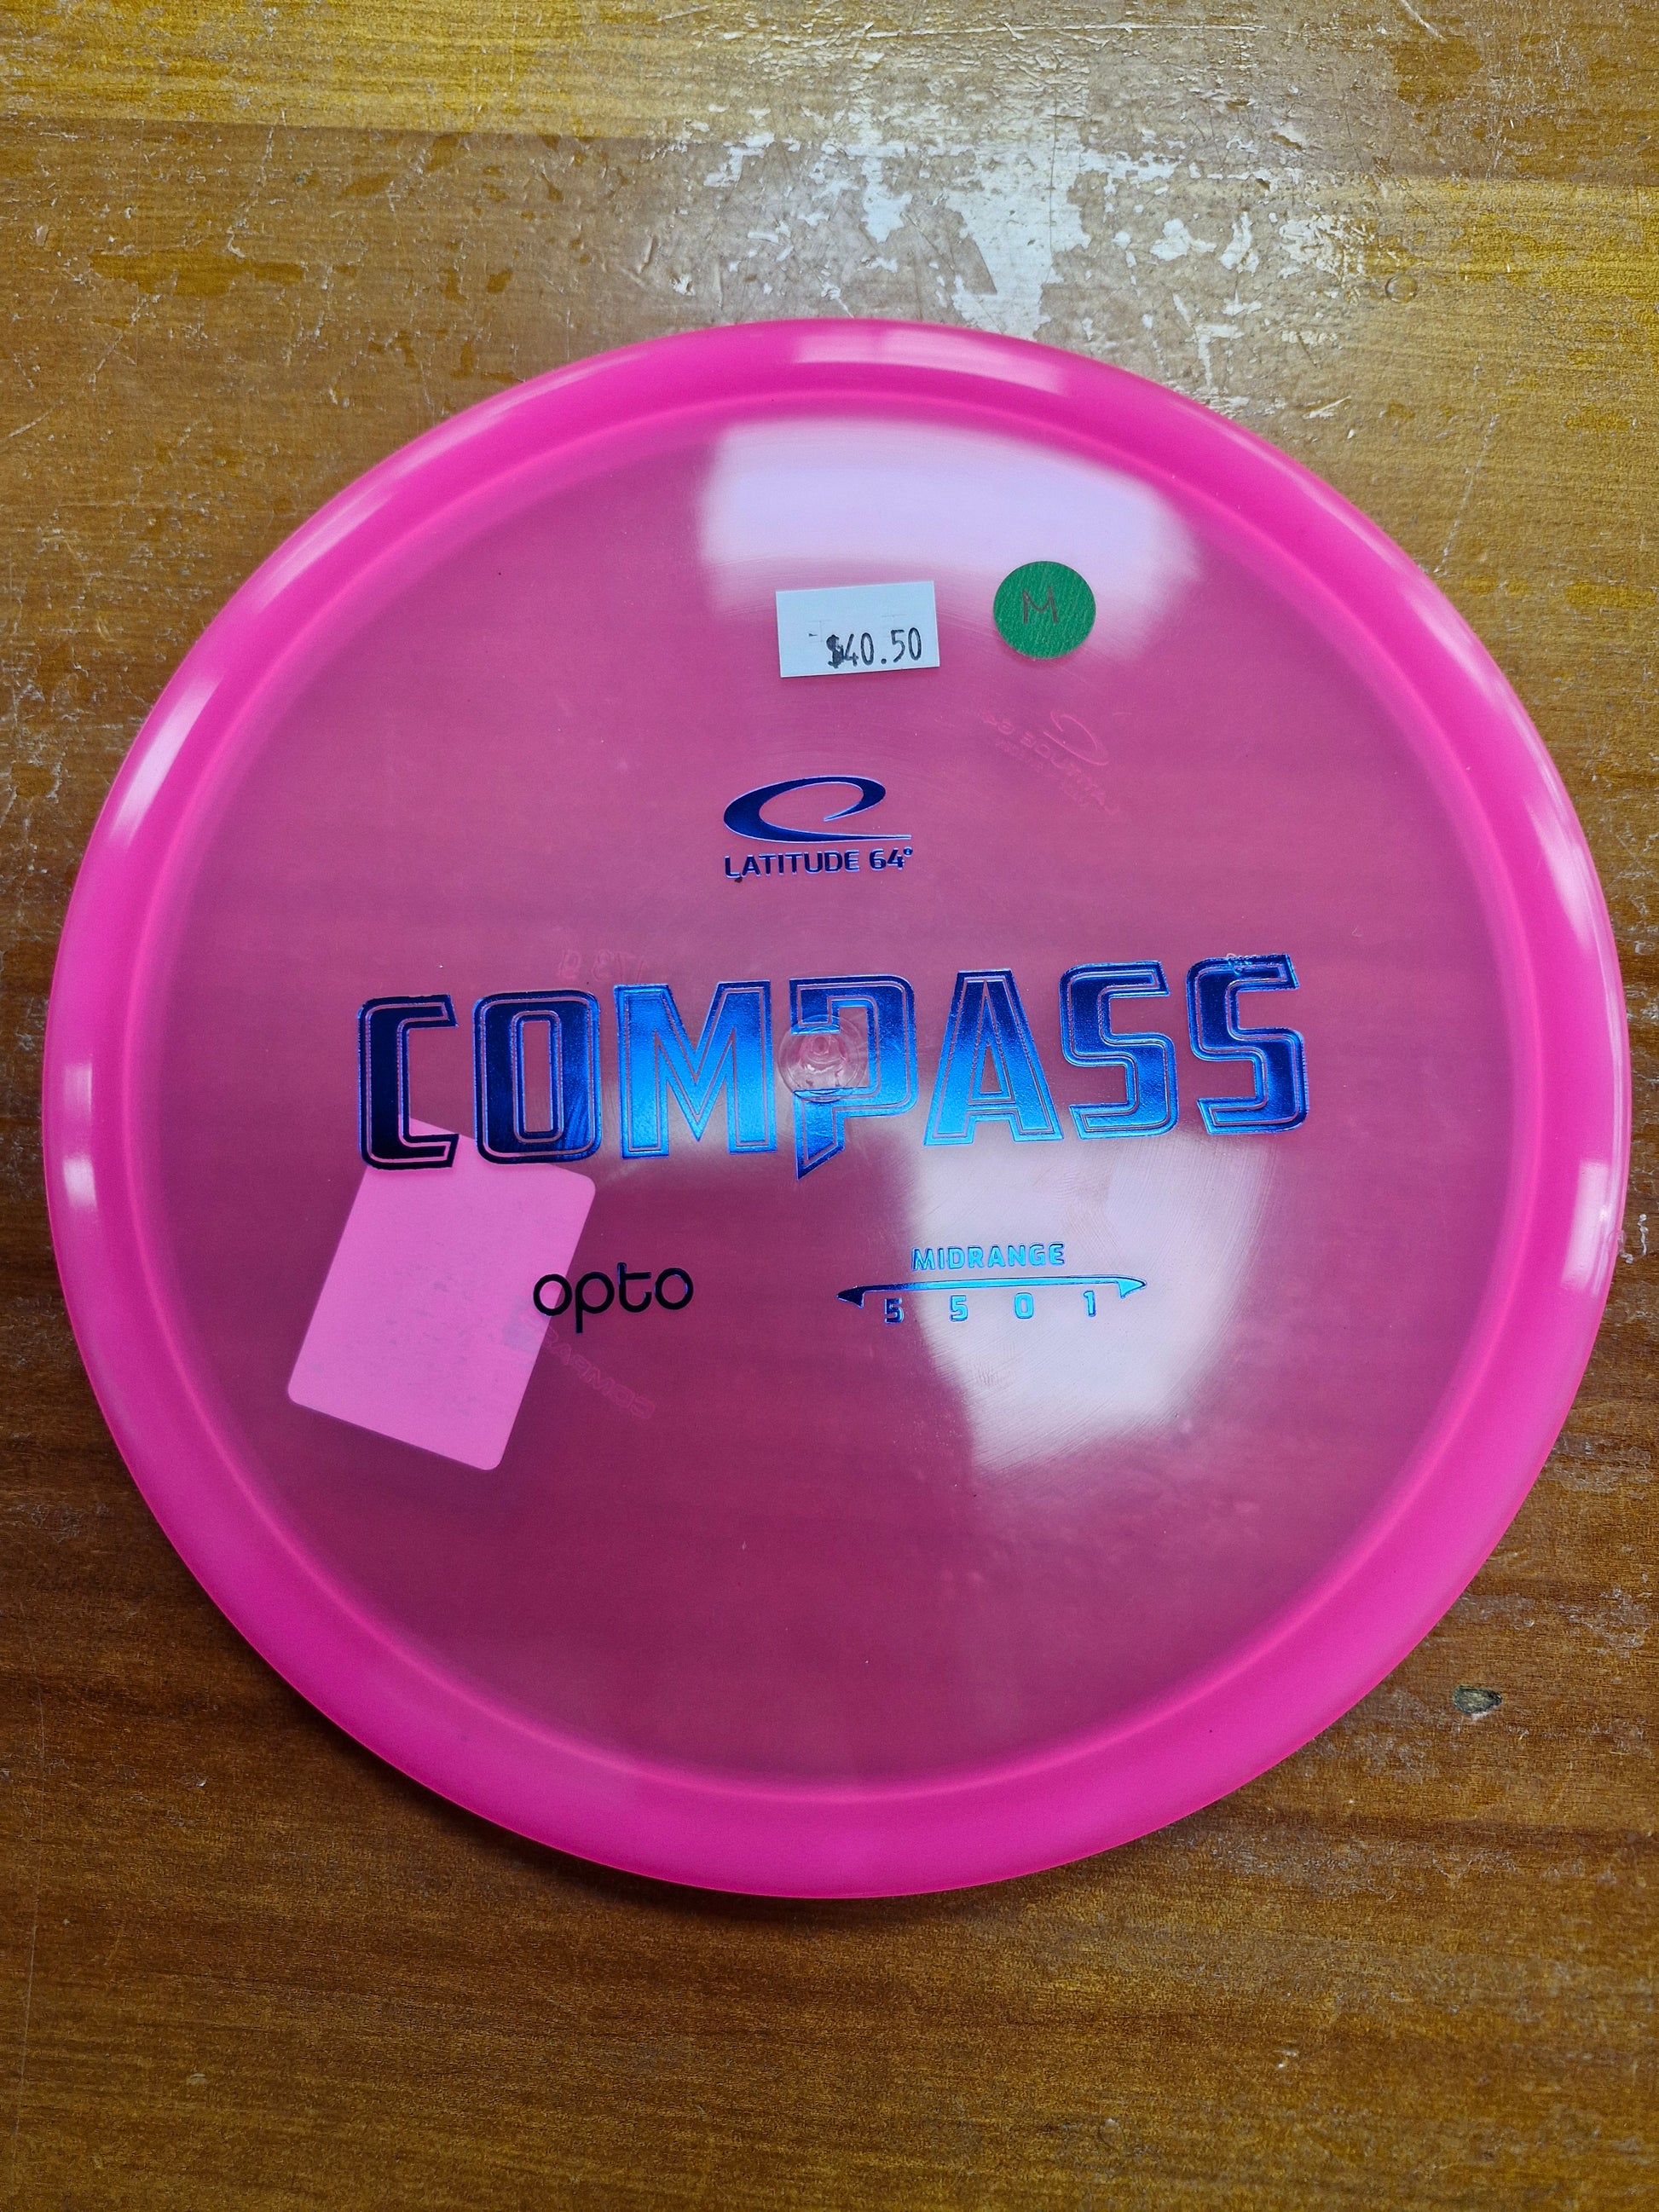 $40.50
M
LATITUDE 64°
COMPASS
opto
MIDRANGE
5 5 0 1